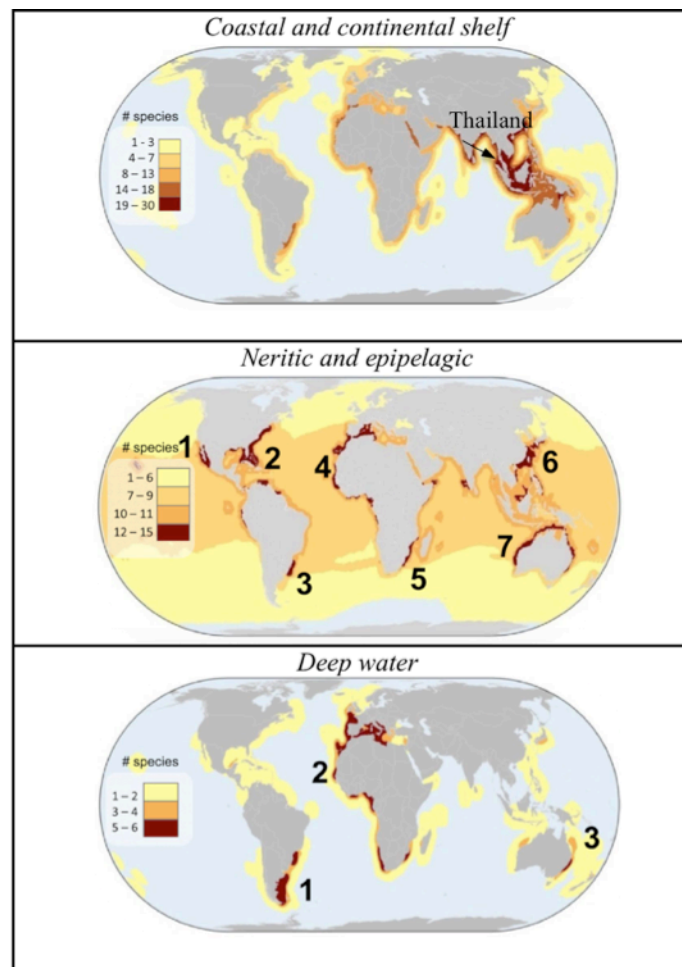 Coastal and continental shelf
Thailand
# species
1 - 3
4 - 7
8 - 13
14 - 18
19 - 30
Neritic and epipelagic
1
2
6
# species
1 – 6
7 – 9
10 – 11
12 – 15
4
7
3
5
Deep water
# species
1 – 2
3 – 4
5 – 6
2
3
1